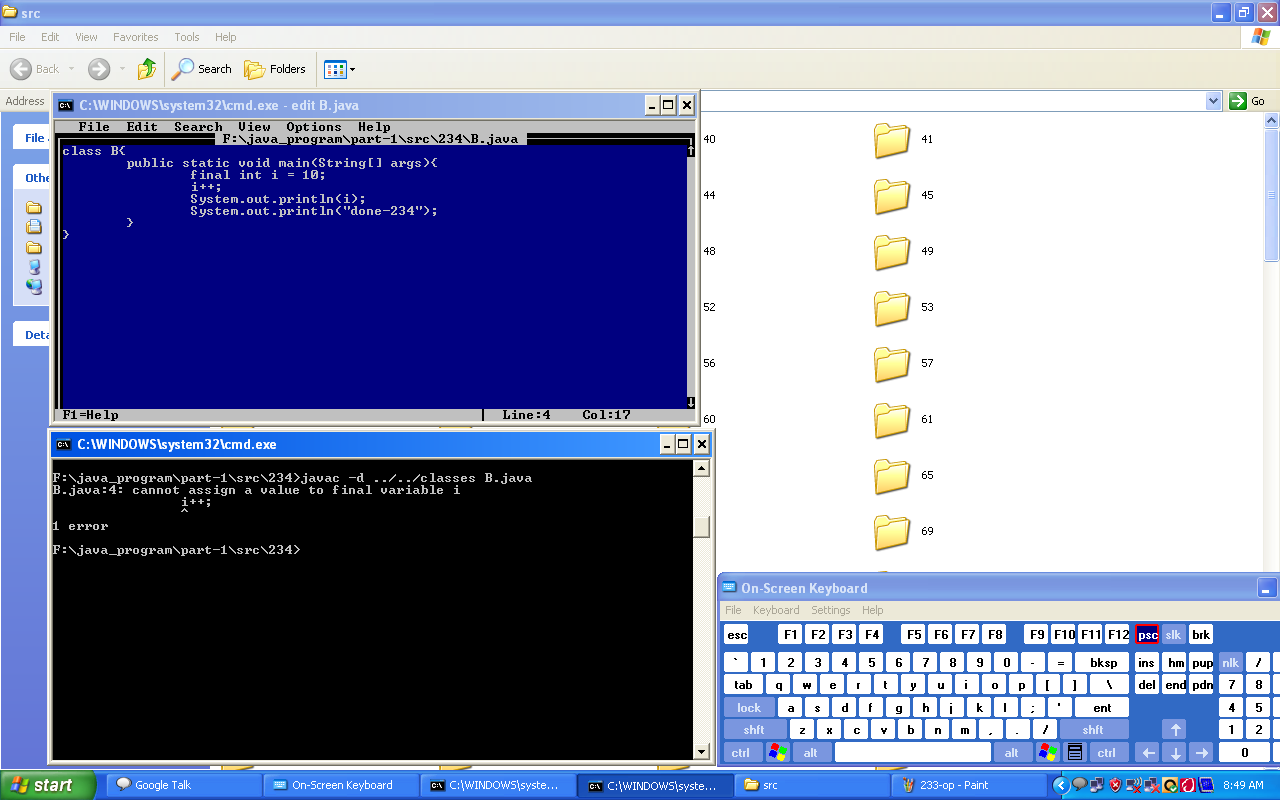 src
File Edit View Favorites Tools Help
Back Search Folders
Address Go
C:\WINDOWS\system32\cmd.exe - edit B.java
File Edit Search View Options Help
F:\java_program\part-1\src\234\B.java
class B{
public static void main(String[] args){
final int i = 10;
i++;
System.out.println(i);
System.out.println("done-234");
}
}
F1=Help Line:4 Col:17
File
Othe
Deta
40 41
44 45
48 49
52 53
56 57
60 61
65
69
C:\WINDOWS\system32\cmd.exe
F:\java_program\part-1\src\234>javac -d ../../classes B.java
B.java:4: cannot assign a value to final variable i
i++;
^
1 error
F:\java_program\part-1\src\234>
On-Screen Keyboard
File Keyboard Settings Help
esc F1 F2 F3 F4 F5 F6 F7 F8 F9 F10 F11 F12 psc slk brk
` 1 2 3 4 5 6 7 8 9 0 - = bksp ins hm pup nlk /
tab q w e r t y u i o p [ ] \ del end pdn 7 8
lock a s d f g h j k l ; ' ent 4 5
shft z x c v b n m , . / shft ↑ 1 2
ctrl alt alt ctrl ← ↓ → 0
start Google Talk On-Screen Keyboard C:\WINDOWS\syste... C:\WINDOWS\syste... src 233-op - Paint 8:49 AM